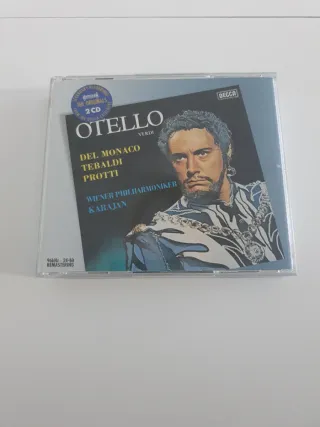 2 CD
DECCA
OTELLO
VERDI
DEL MONACO
TEBALDI
PROTTI
WIENER PHILHARMONIKER
KARAJAN